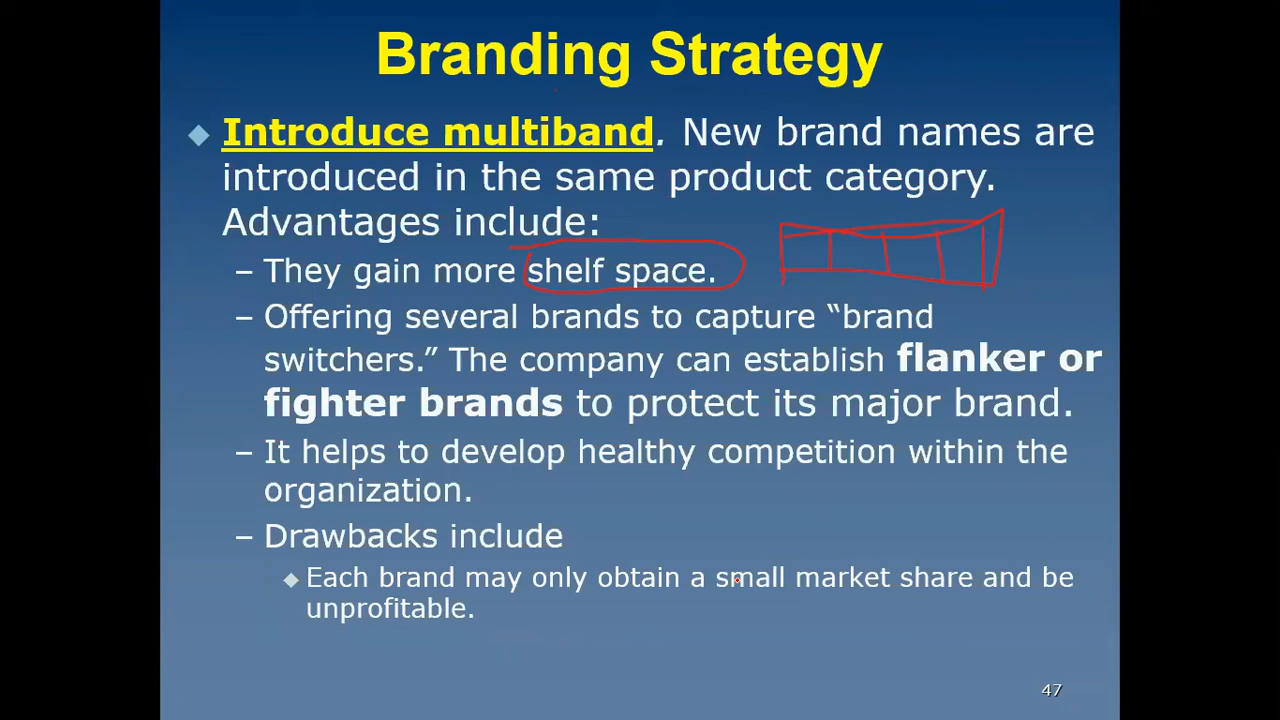 Branding Strategy
Introduce multiband. New brand names are
introduced in the same product category.
Advantages include:
– They gain more shelf space.
– Offering several brands to capture “brand
switchers.” The company can establish flanker or
fighter brands to protect its major brand.
– It helps to develop healthy competition within the
organization.
– Drawbacks include
Each brand may only obtain a small market share and be
unprofitable.
47